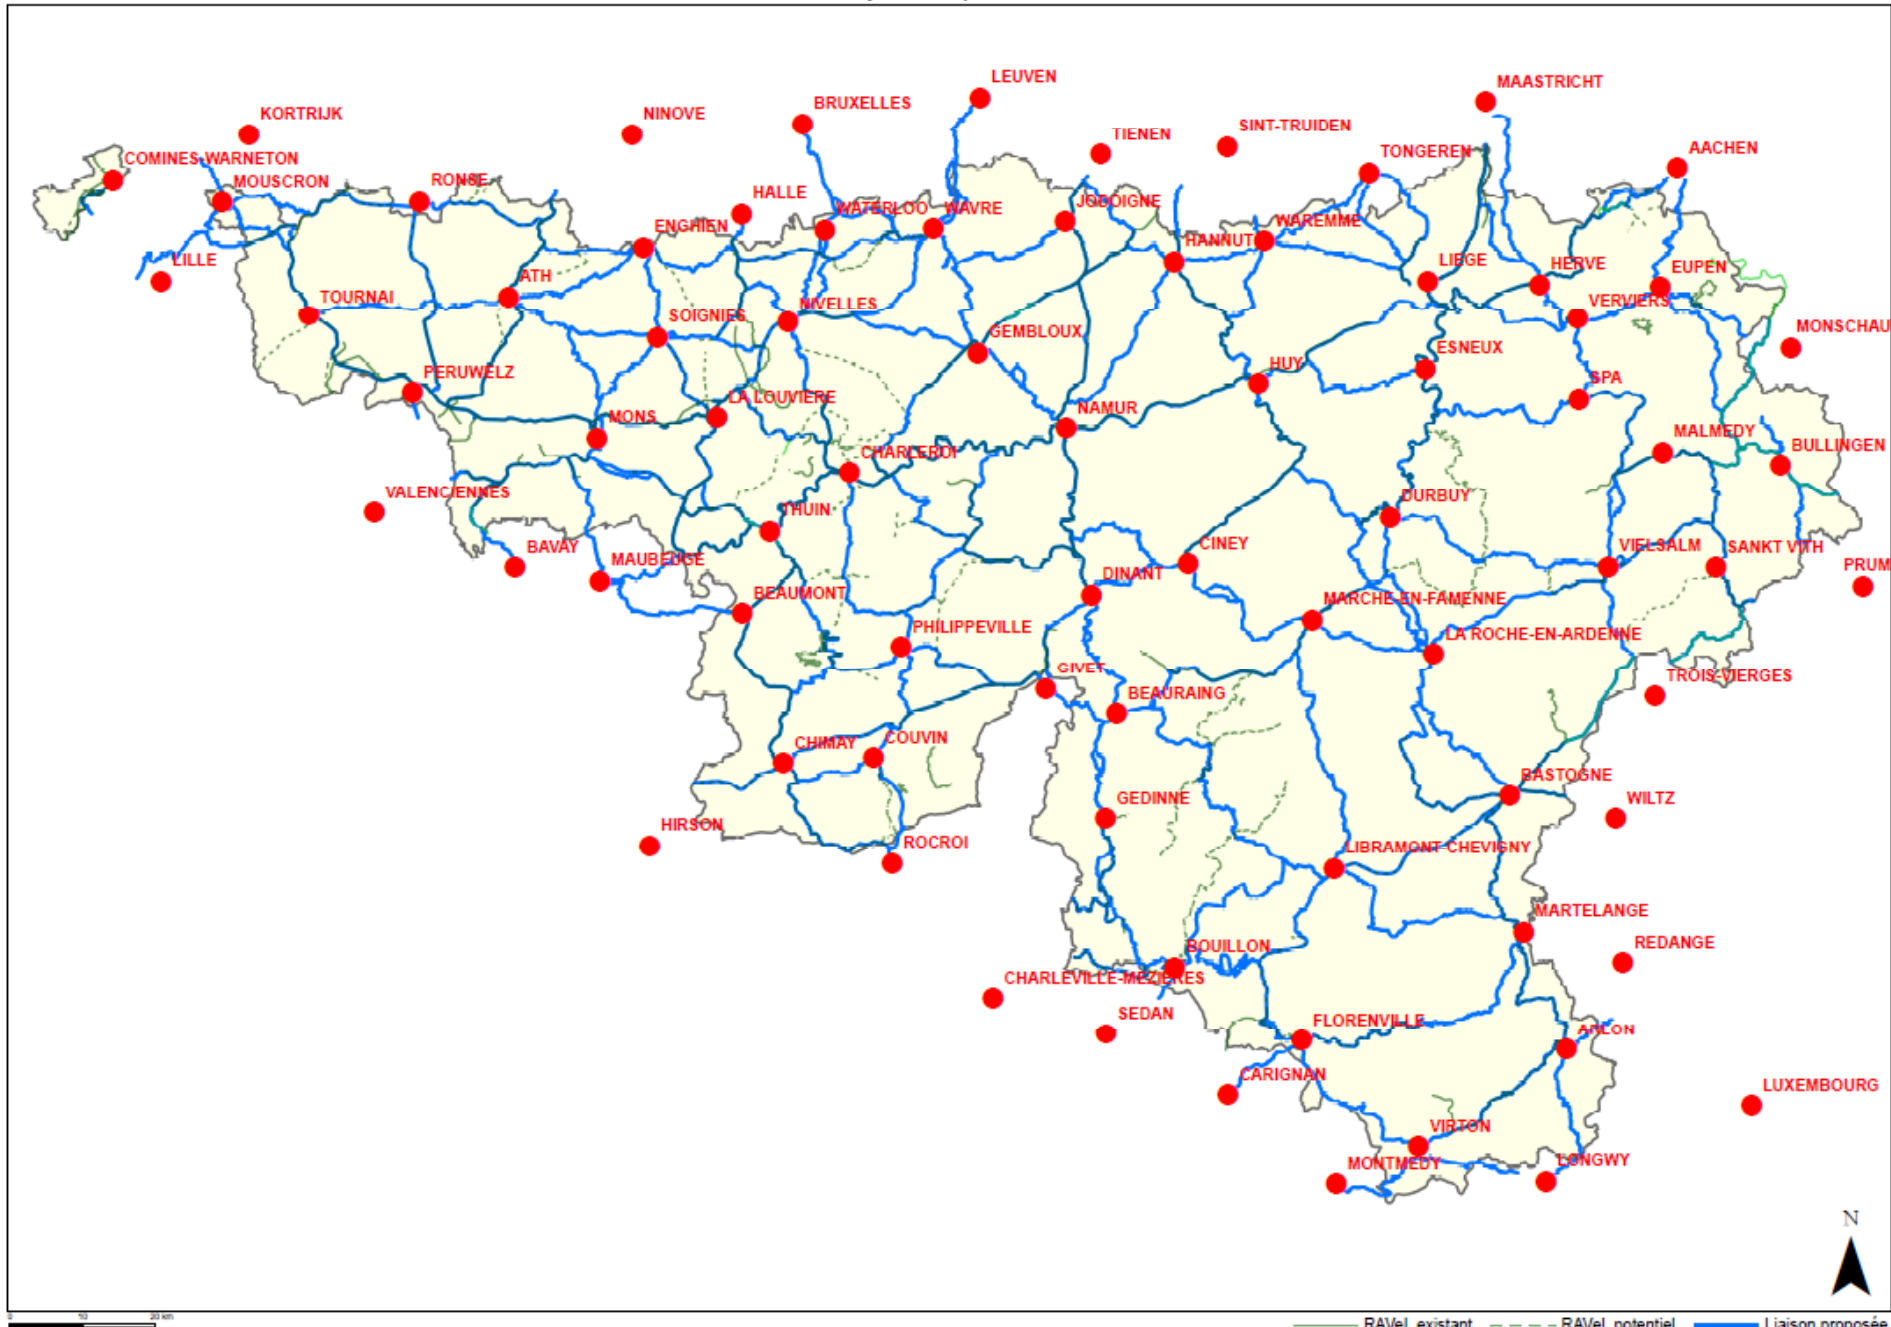 LEUVEN
MAASTRICHT
BRUXELLES
KORTRIJK
NINOVE
SINT-TRUIDEN
TIENEN
AACHEN
TONGEREN
COMINES-WARNETON
MOUSCRON
RONSE
HALLE
JODOIGNE
WATERLOO
WAVRE
WAREMME
ENGHIEN
HANNUT
LILLE
LIEGE
HERVE
EUPEN
ATH
TOURNAI
VERVIERS
NIVELLES
SOIGNIES
MONSCHAU
GEMBLOUX
ESNEUX
HUY
PERUWELZ
SPA
LA LOUVIERE
NAMUR
MONS
MALMEDY
BULLINGEN
CHARLEROI
VALENCIENNES
DURBUY
THUIN
CINEY
VIELSALM
SANKT VITH
BAVAY
MAUBEUGE
PRUM
DINANT
BEAUMONT
MARCHE-EN-FAMENNE
PHILIPPEVILLE
LA ROCHE-EN-ARDENNE
GIVET
TROIS-VIERGES
BEAURAING
COUVIN
CHIMAY
BASTOGNE
GEDINNE
WILTZ
HIRSON
ROCROI
LIBRAMONT-CHEVIGNY
MARTELANGE
REDANGE
BOUILLON
CHARLEVILLE-MEZIERES
SEDAN
FLORENVILLE
ARLON
CARIGNAN
LUXEMBOURG
VIRTON
MONTMEDY
LONGWY
N
0 10 20 km
RAVeL existant RAVeL potentiel Liaison proposée